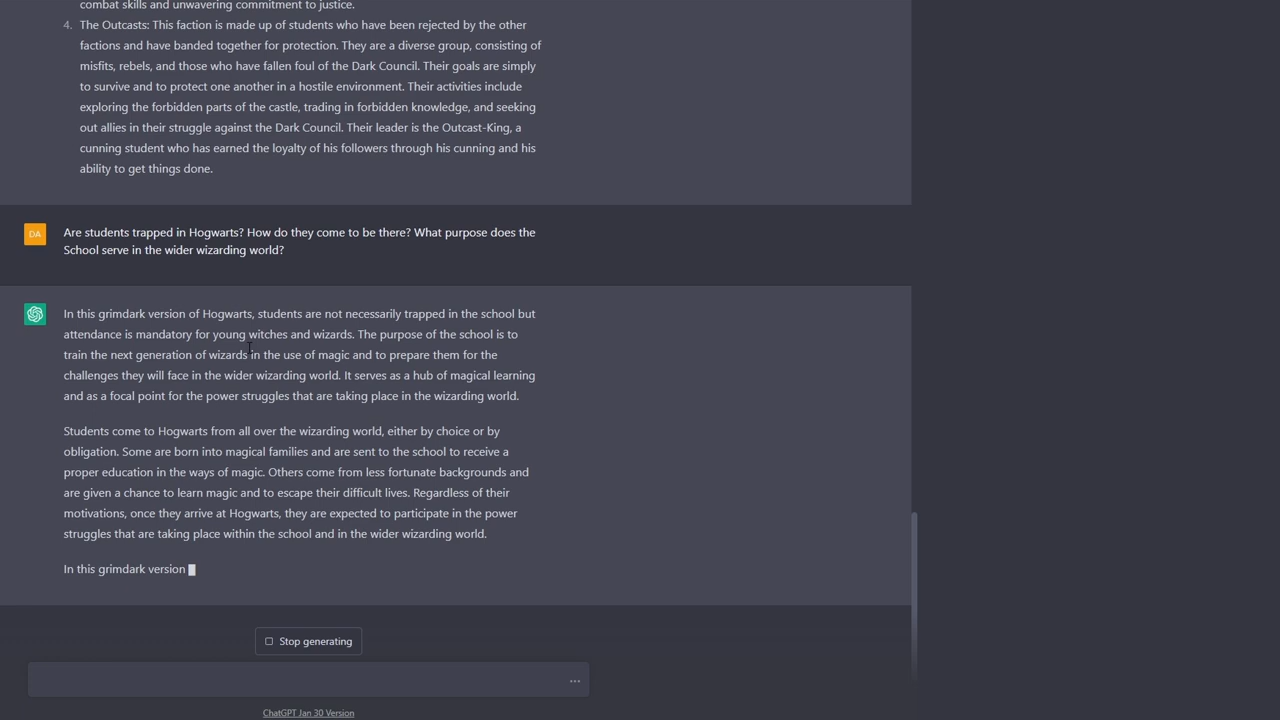 combat skills and unwavering commitment to justice.
4. The Outcasts: This faction is made up of students who have been rejected by the other
factions and have banded together for protection. They are a diverse group, consisting of
misfits, rebels, and those who have fallen foul of the Dark Council. Their goals are simply
to survive and to protect one another in a hostile environment. Their activities include
exploring the forbidden parts of the castle, trading in forbidden knowledge, and seeking
out allies in their struggle against the Dark Council. Their leader is the Outcast-King, a
cunning student who has earned the loyalty of his followers through his cunning and his
ability to get things done.
DA
Are students trapped in Hogwarts? How do they come to be there? What purpose does the
School serve in the wider wizarding world?
In this grimdark version of Hogwarts, students are not necessarily trapped in the school but
attendance is mandatory for young witches and wizards. The purpose of the school is to
train the next generation of wizards in the use of magic and to prepare them for the
challenges they will face in the wider wizarding world. It serves as a hub of magical learning
and as a focal point for the power struggles that are taking place in the wizarding world.
Students come to Hogwarts from all over the wizarding world, either by choice or by
obligation. Some are born into magical families and are sent to the school to receive a
proper education in the ways of magic. Others come from less fortunate backgrounds and
are given a chance to learn magic and to escape their difficult lives. Regardless of their
motivations, once they arrive at Hogwarts, they are expected to participate in the power
struggles that are taking place within the school and in the wider wizarding world.
In this grimdark version
Stop generating
ChatGPT Jan 30 Version